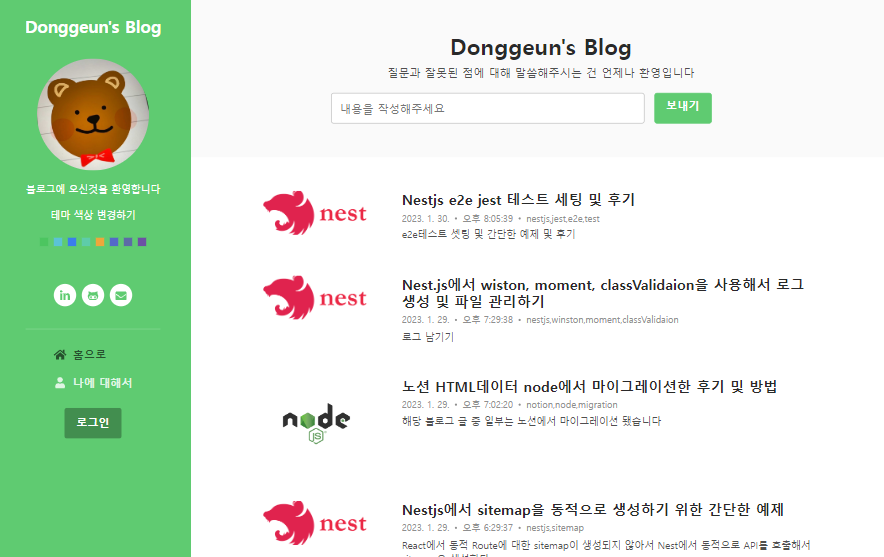 Donggeun's Blog
블로그에 오신것을 환영합니다
테마 색상 변경하기
in
홈으로
나에 대해서
로그인
Donggeun's Blog
질문과 잘못된 점에 대해 말씀해주시는 건 언제나 환영입니다
내용을 작성해주세요
보내기
nest
Nestjs e2e jest 테스트 세팅 및 후기
2023. 1. 30. • 오후 8:05:39 • nestjs,jest,e2e,test
e2e테스트 셋팅 및 간단한 예제 및 후기
nest
Nest.js에서 wiston, moment, classValidaion을 사용해서 로그
생성 및 파일 관리하기
2023. 1. 29. • 오후 7:29:38 • nestjs,winston,moment,classValidaion
로그 남기기
node
JS
노션 HTML데이터 node에서 마이그레이션한 후기 및 방법
2023. 1. 29. • 오후 7:02:20 • notion,node,migration
해당 블로그 글 중 일부는 노션에서 마이그레이션 됐습니다
nest
Nestjs에서 sitemap을 동적으로 생성하기 위한 간단한 예제
2023. 1. 29. • 오후 6:29:37 • nestjs,sitemap
React에서 동적 Route에 대한 sitemap이 생성되지 않아서 Nest에서 동적으로 API를 호출해서